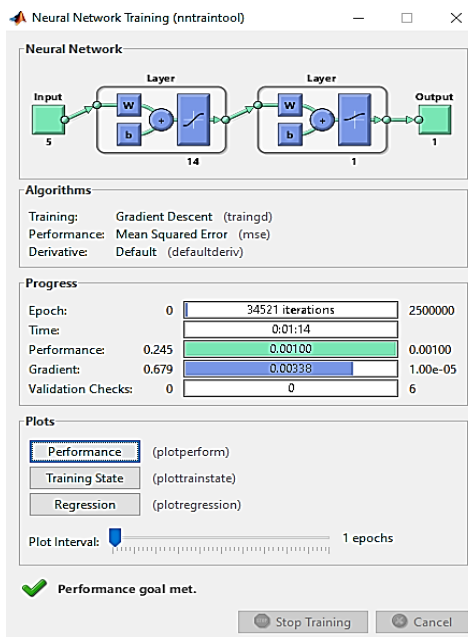 Neural Network Training (nntraintool)
Neural Network
Layer Layer
Input Output
W W
+ +
b b
5 1
14 1
Algorithms
Training: Gradient Descent (traingd)
Performance: Mean Squared Error (mse)
Derivative: Default (defaultderiv)
Progress
Epoch: 0 34521 iterations 2500000
Time: 0:01:14
Performance: 0.245 0.00100 0.00100
Gradient: 0.679 0.00338 1.00e-05
Validation Checks: 0 0 6
Plots
Performance (plotperform)
Training State (plottrainstate)
Regression (plotregression)
Plot Interval: 1 epochs
Performance goal met.
Stop Training Cancel